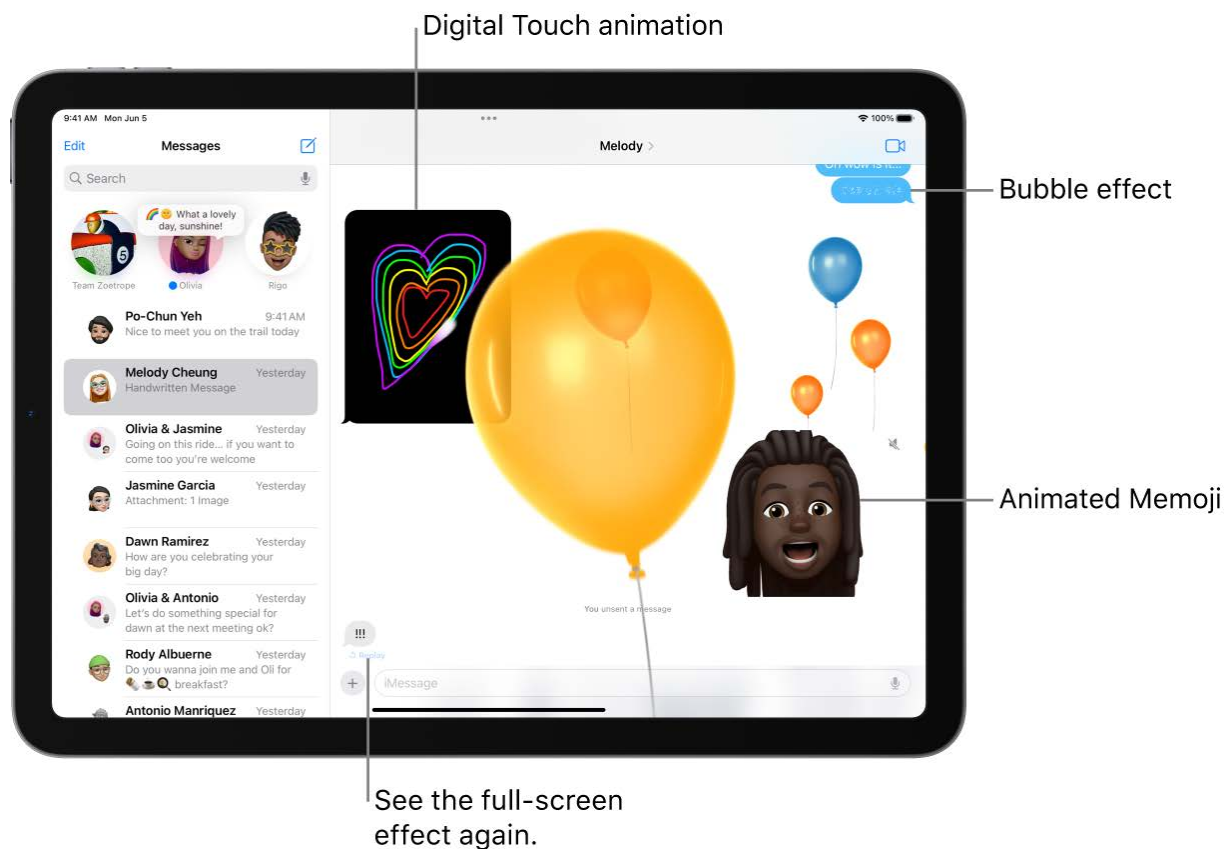 Digital Touch animation
9:41 AM Mon Jun 5
100%
Edit
Messages
Melody >
Search
Oh wow is it...
Bubble effect
🌈🌞 What a lovely
day, sunshine!
5
Team Zoetrope
Olivia
Rigo
Po-Chun Yeh 9:41 AM
Nice to meet you on the trail today
Melody Cheung Yesterday
Handwritten Message
Olivia & Jasmine Yesterday
Going on this ride... if you want to
come too you're welcome
Jasmine Garcia Yesterday
Attachment: 1 Image
Animated Memoji
Dawn Ramirez Yesterday
How are you celebrating your
big day?
Olivia & Antonio Yesterday
Let's do something special for
dawn at the next meeting ok?
You unsent a message
!!!
Replay
Rody Albuerne Yesterday
Do you wanna join me and Oli for
🌯☕🍳 breakfast?
iMessage
Antonio Manriquez Yesterday
See the full-screen
effect again.